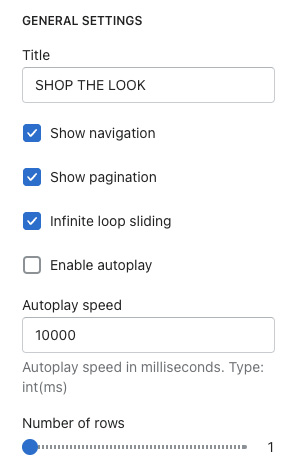 GENERAL SETTINGS
Title
SHOP THE LOOK
Show navigation
Show pagination
Infinite loop sliding
Enable autoplay
Autoplay speed
10000
Autoplay speed in milliseconds. Type:
int(ms)
Number of rows
1